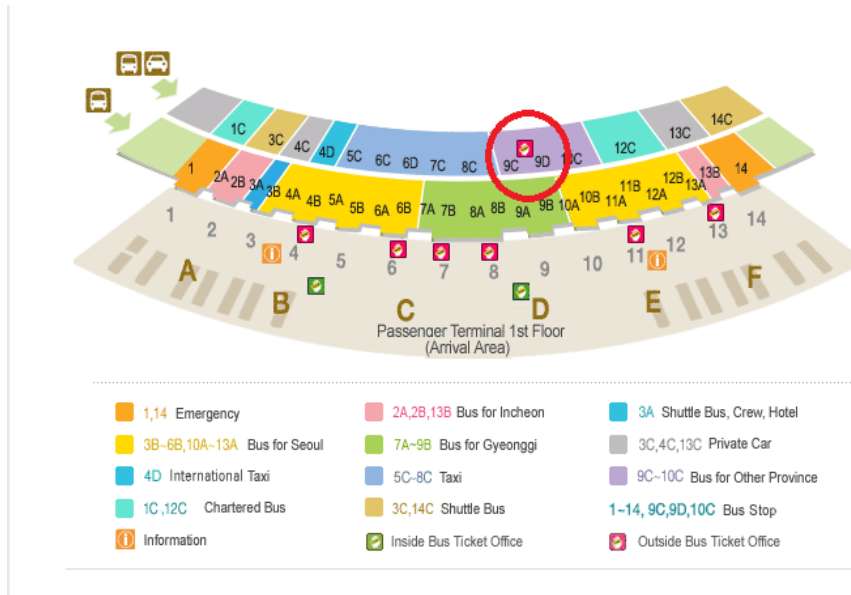 1C
3C
4C
4D
5C
6C
6D
7C
8C
9C
9D
10C
12C
13C
14C
1
2A
2B
3A
3B
4A
4B
5A
5B
6A
6B
7A
7B
8A
8B
9A
9B
10A
10B
11A
11B
12A
12B
13A
13B
14
1
2
3
4
5
6
7
8
9
10
11
12
13
14
A
B
C
D
E
F
Passenger Terminal 1st Floor
(Arrival Area)
1,14 Emergency
2A,2B,13B Bus for Incheon
3A Shuttle Bus, Crew, Hotel
3B~6B,10A~13A Bus for Seoul
7A~9B Bus for Gyeonggi
3C,4C,13C Private Car
4D International Taxi
5C~8C Taxi
9C~10C Bus for Other Province
1C ,12C Chartered Bus
3C,14C Shuttle Bus
1~14, 9C,9D,10C Bus Stop
Information
Inside Bus Ticket Office
Outside Bus Ticket Office